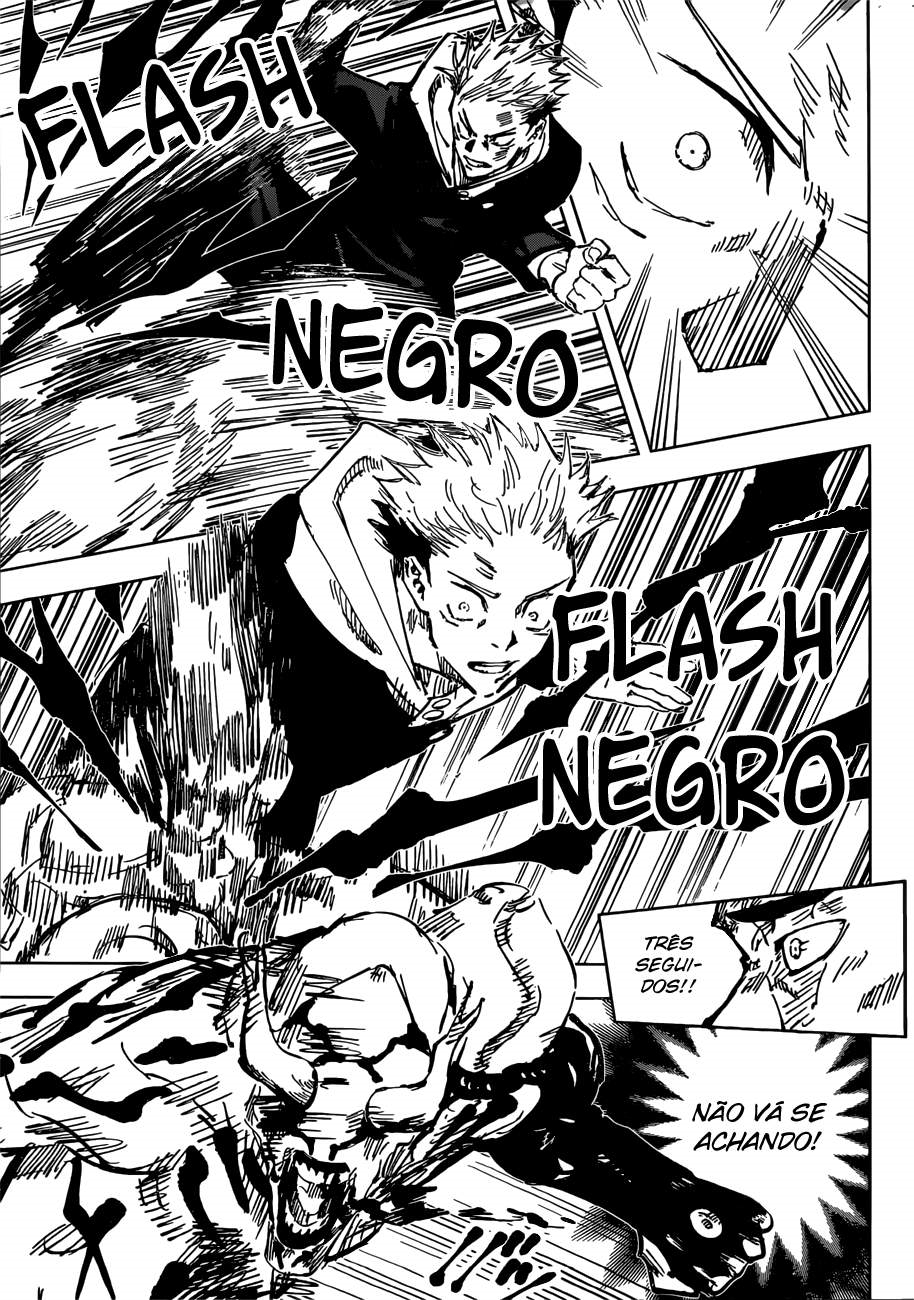 FLASH
NEGRO
FLASH
NEGRO
TRÊS
SEGUI-
DOS!!
NÃO VÁ SE
ACHANDO!